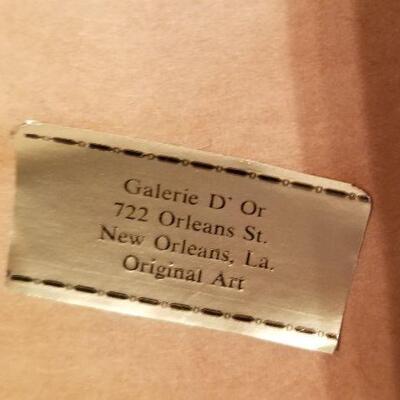 Galerie D' Or
722 Orleans St.
New Orleans, La.
Original Art